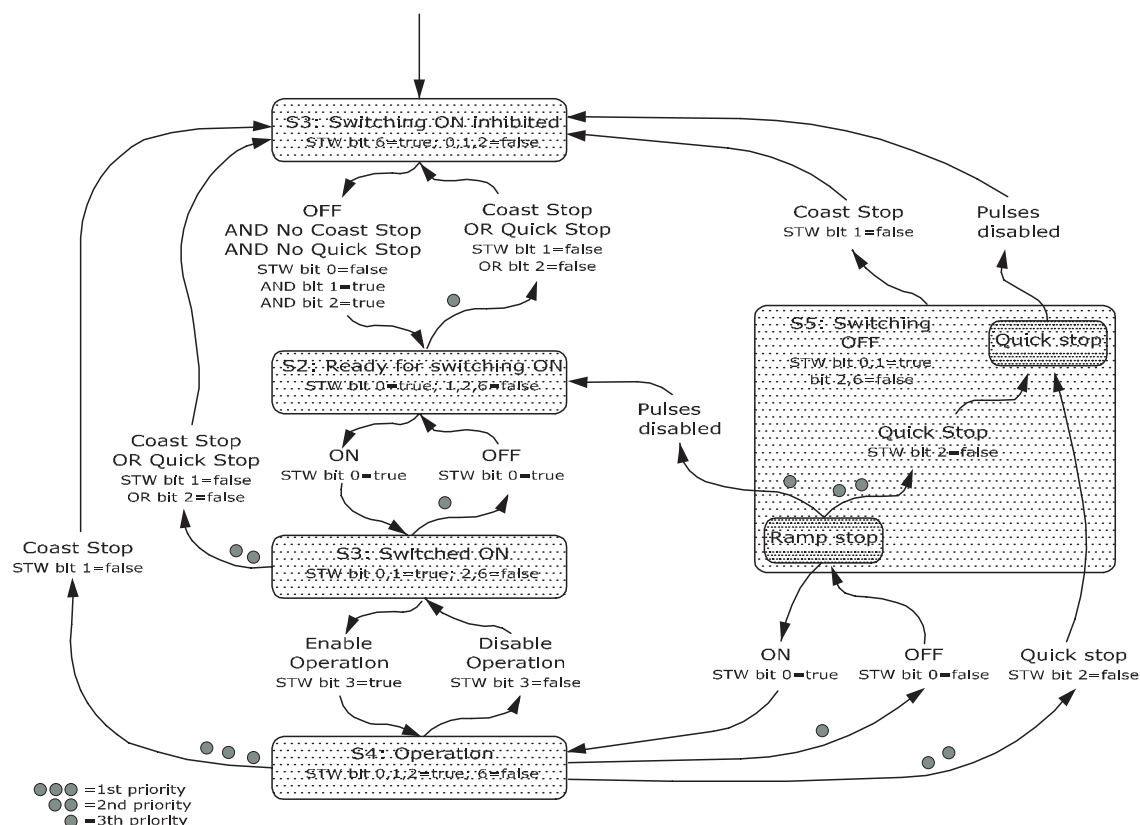 S3: Switching ON inhibited
STW bit 6=true; 0,1,2=false
OFF
AND No Coast Stop
AND No Quick Stop
STW bit 0=false
AND bit 1=true
AND bit 2=true
Coast Stop
OR Quick Stop
STW bit 1=false
OR bit 2=false
Coast Stop
STW bit 1=false
Pulses
disabled
S2: Ready for switching ON
STW bit 0=true; 1,2,6=false
S5: Switching
OFF
STW bit 0,1=true
bit 2,6=false
Quick stop
Pulses
disabled
Quick Stop
STW bit 2=false
Ramp stop
Coast Stop
OR Quick Stop
STW bit 1=false
OR bit 2=false
ON
STW bit 0=true
OFF
STW bit 0=true
Coast Stop
STW bit 1=false
S3: Switched ON
STW bit 0,1=true; 2,6=false
Enable
Operation
STW bit 3=true
Disable
Operation
STW bit 3=false
ON
STW bit 0=true
OFF
STW bit 0=false
Quick stop
STW bit 2=false
S4: Operation
STW bit 0,1,2=true; 6=false
=1st priority
=2nd priority
=3th priority